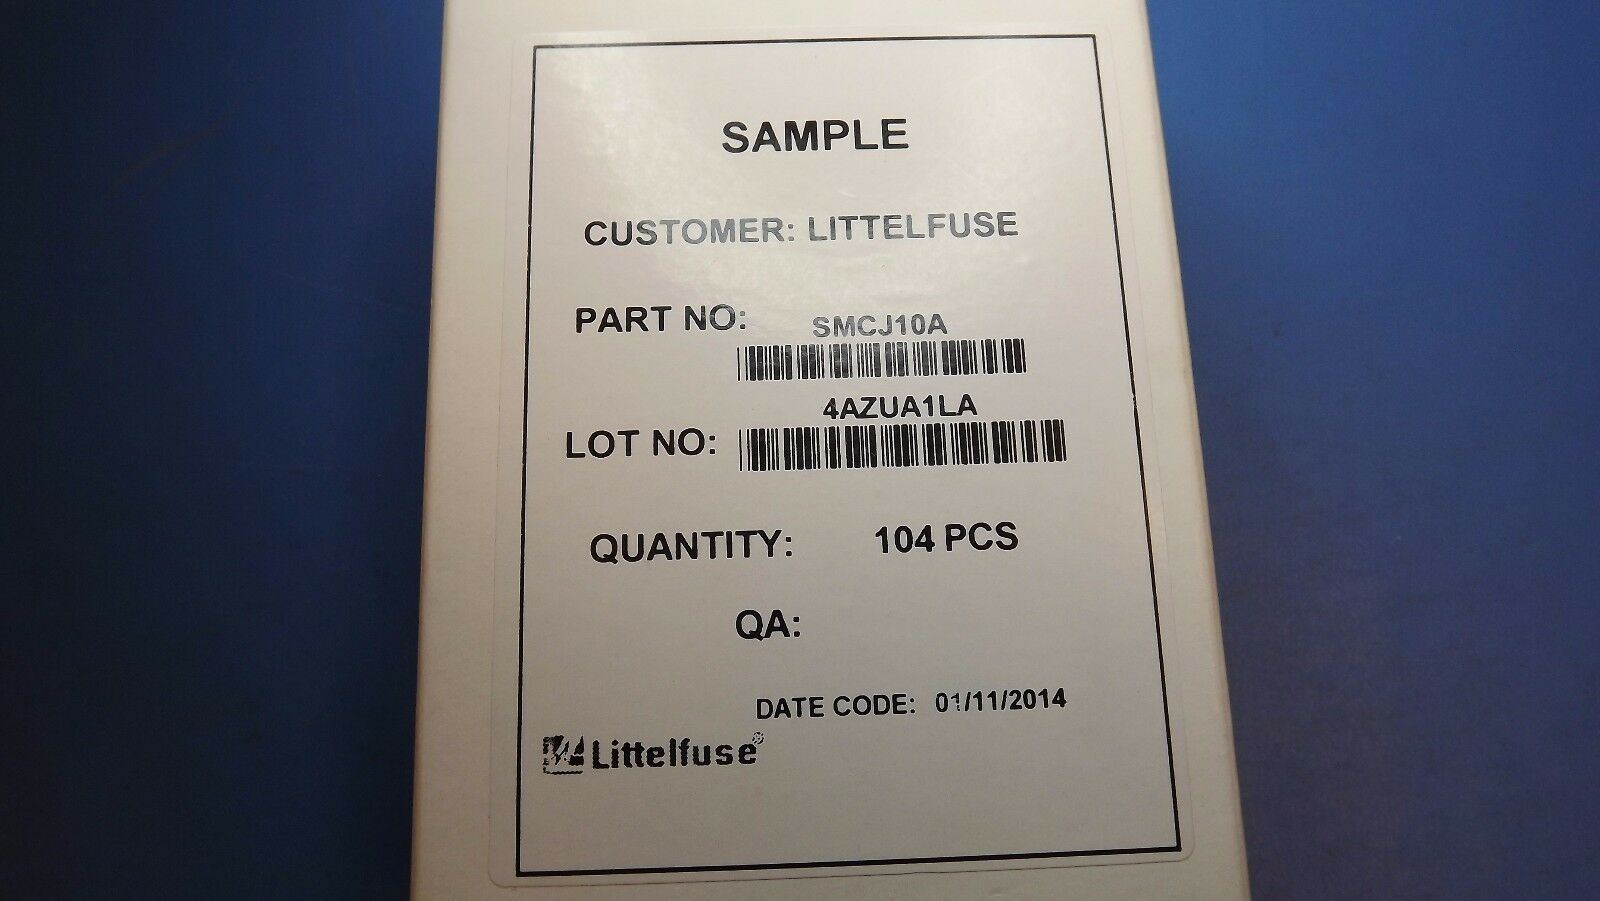 SAMPLE
CUSTOMER: LITTELFUSE
PART NO: SMCJ10A
4AZUA1LA
LOT NO:
QUANTITY: 104 PCS
QA:
DATE CODE: 01/11/2014
Littelfuse®